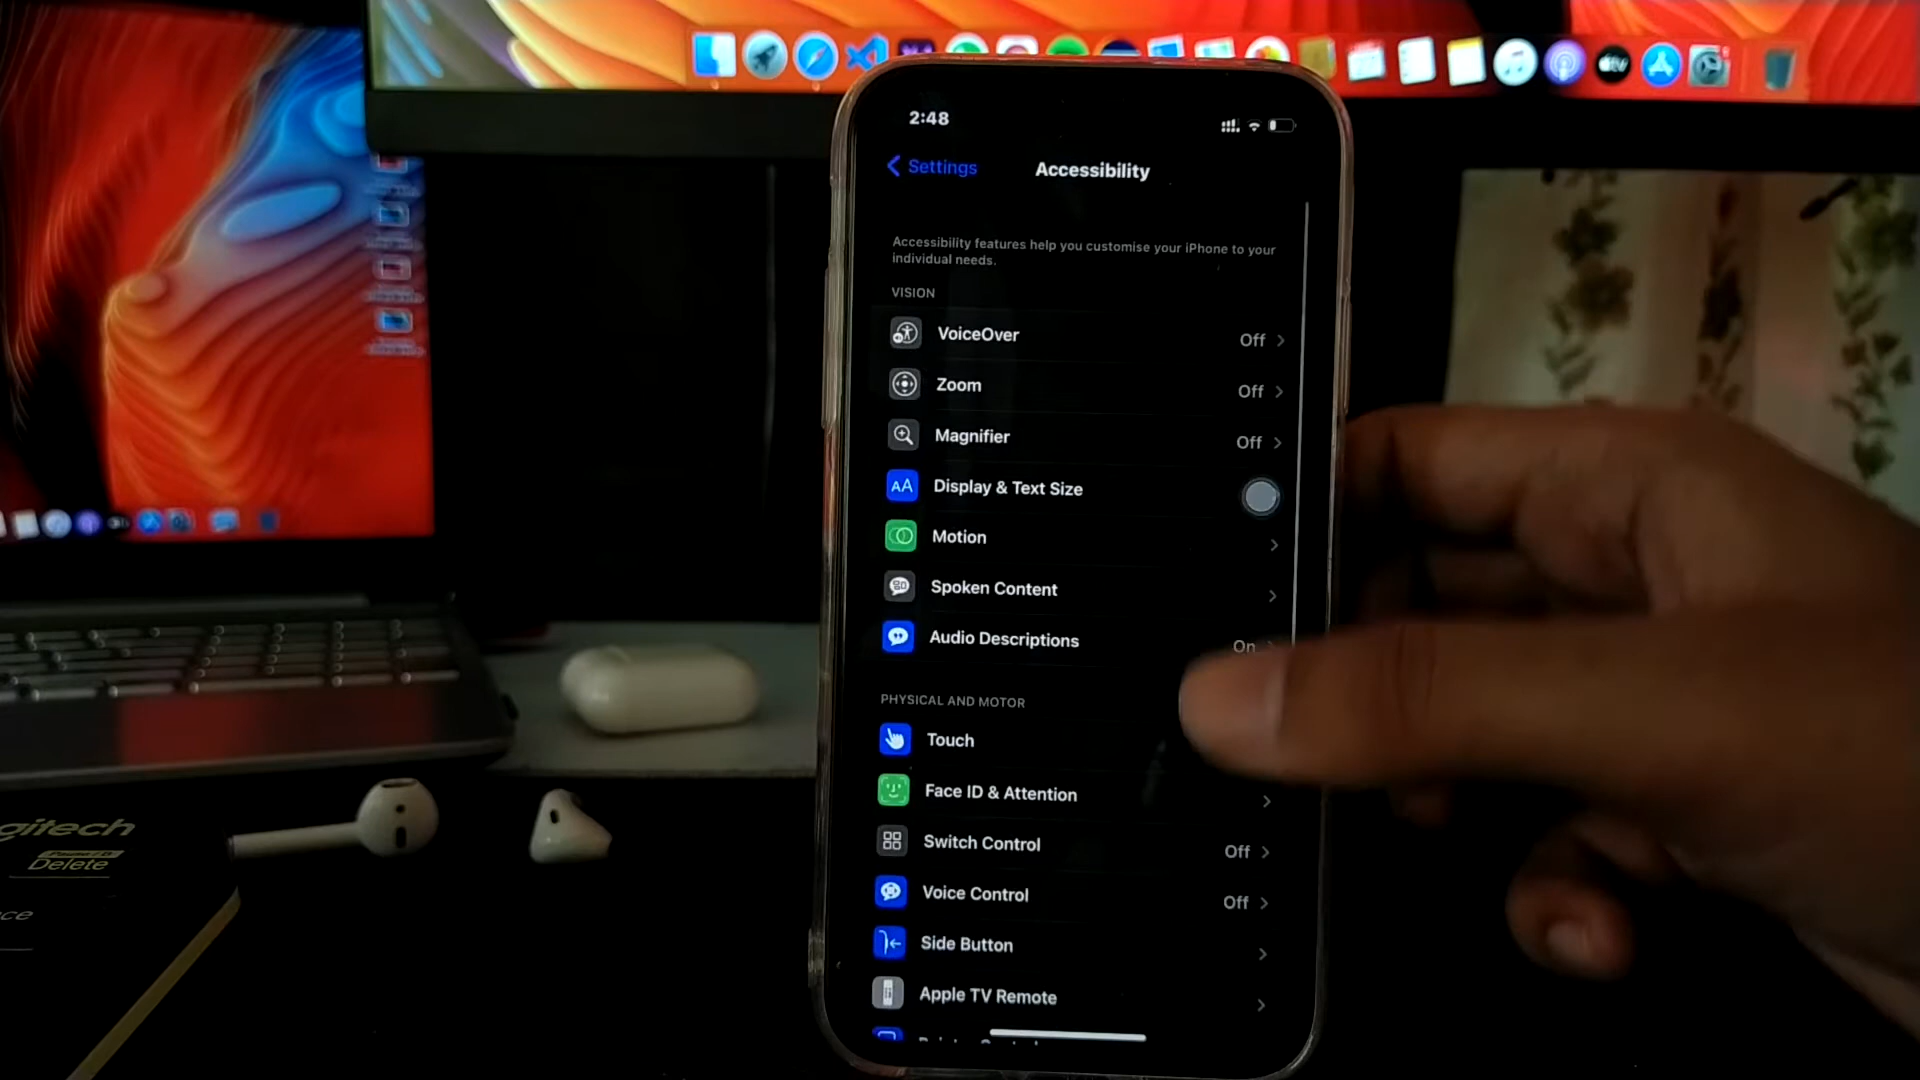 2:48
Settings
Accessibility
Accessibility features help you customise your iPhone to your
individual needs.
VISION
VoiceOver
Off
Zoom
Off
Magnifier
Off
AA
Display & Text Size
Motion
Spoken Content
Audio Descriptions
On
PHYSICAL AND MOTOR
Touch
Face ID & Attention
Switch Control
Off
Voice Control
Off
Side Button
Apple TV Remote
gitech
Delete